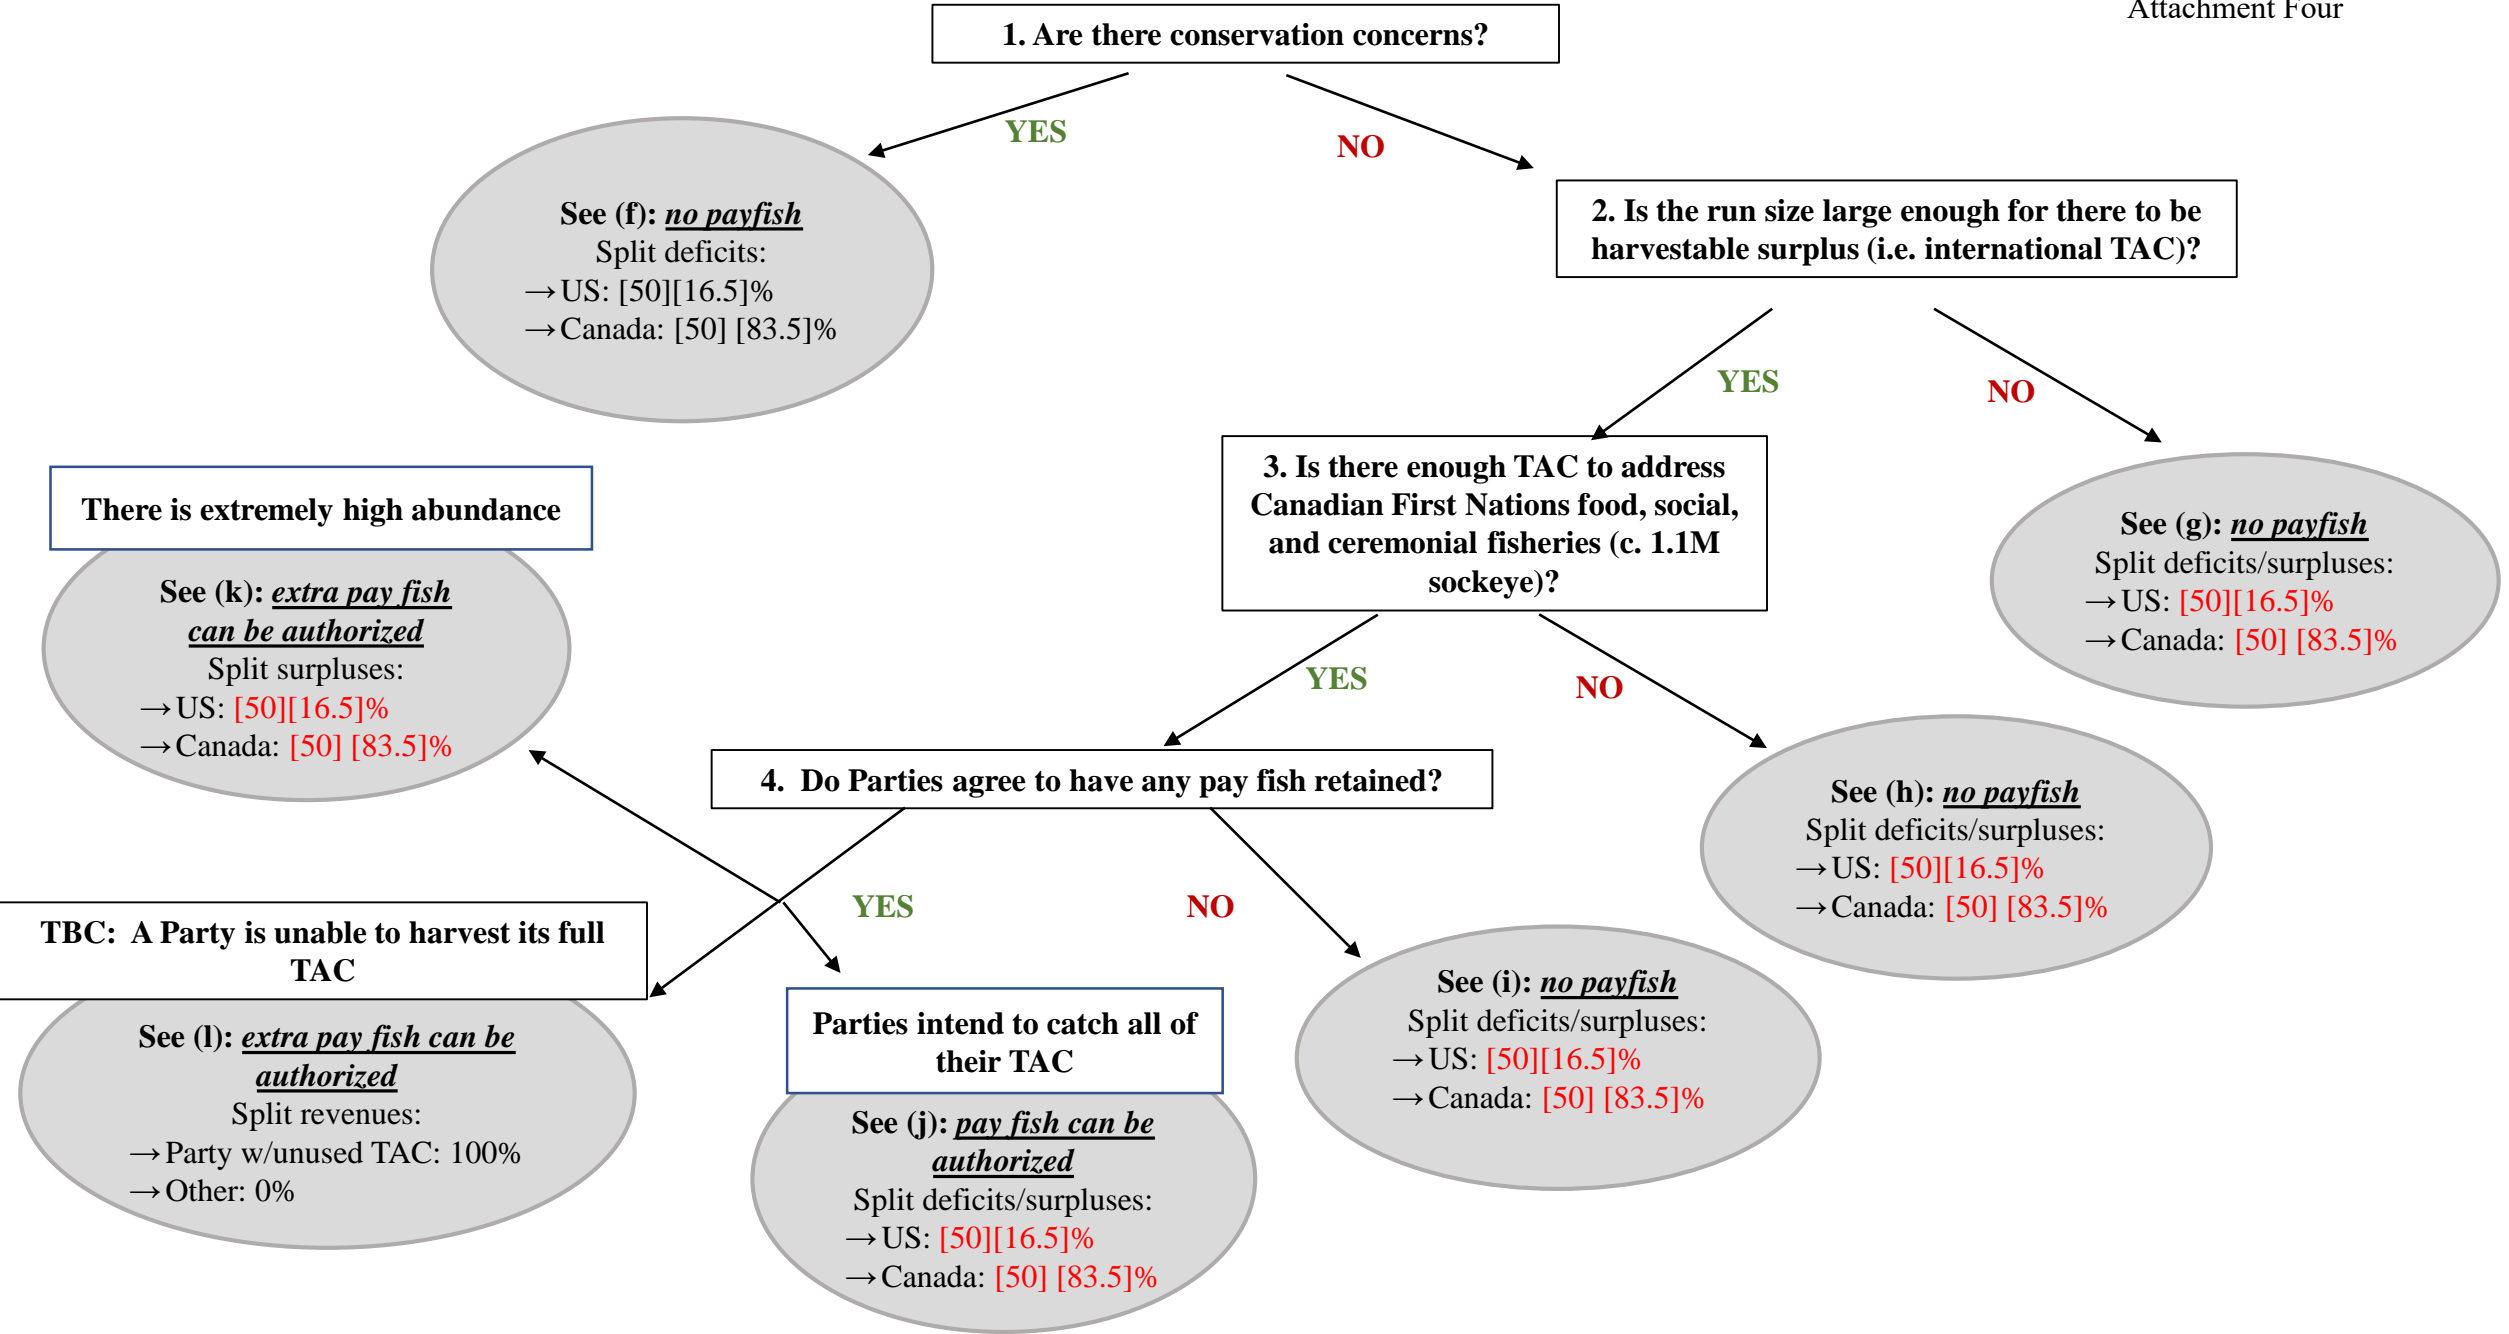 Attachment Four
1. Are there conservation concerns?
YES
NO
See (f): no payfish
Split deficits:
→US: [50][16.5]%
→Canada: [50] [83.5]%
2. Is the run size large enough for there to be
harvestable surplus (i.e. international TAC)?
YES
NO
3. Is there enough TAC to address
Canadian First Nations food, social,
and ceremonial fisheries (c. 1.1M
sockeye)?
See (g): no payfish
Split deficits/surpluses:
→US: [50][16.5]%
→Canada: [50] [83.5]%
There is extremely high abundance
See (k): extra pay fish
can be authorized
Split surpluses:
→US: [50][16.5]%
→Canada: [50] [83.5]%
YES
NO
4.  Do Parties agree to have any pay fish retained?
See (h): no payfish
Split deficits/surpluses:
→US: [50][16.5]%
→Canada: [50] [83.5]%
YES
NO
TBC:  A Party is unable to harvest its full
TAC
See (l): extra pay fish can be
authorized
Split revenues:
→Party w/unused TAC: 100%
→Other: 0%
Parties intend to catch all of
their TAC
See (j): pay fish can be
authorized
Split deficits/surpluses:
→US: [50][16.5]%
→Canada: [50] [83.5]%
See (i): no payfish
Split deficits/surpluses:
→US: [50][16.5]%
→Canada: [50] [83.5]%